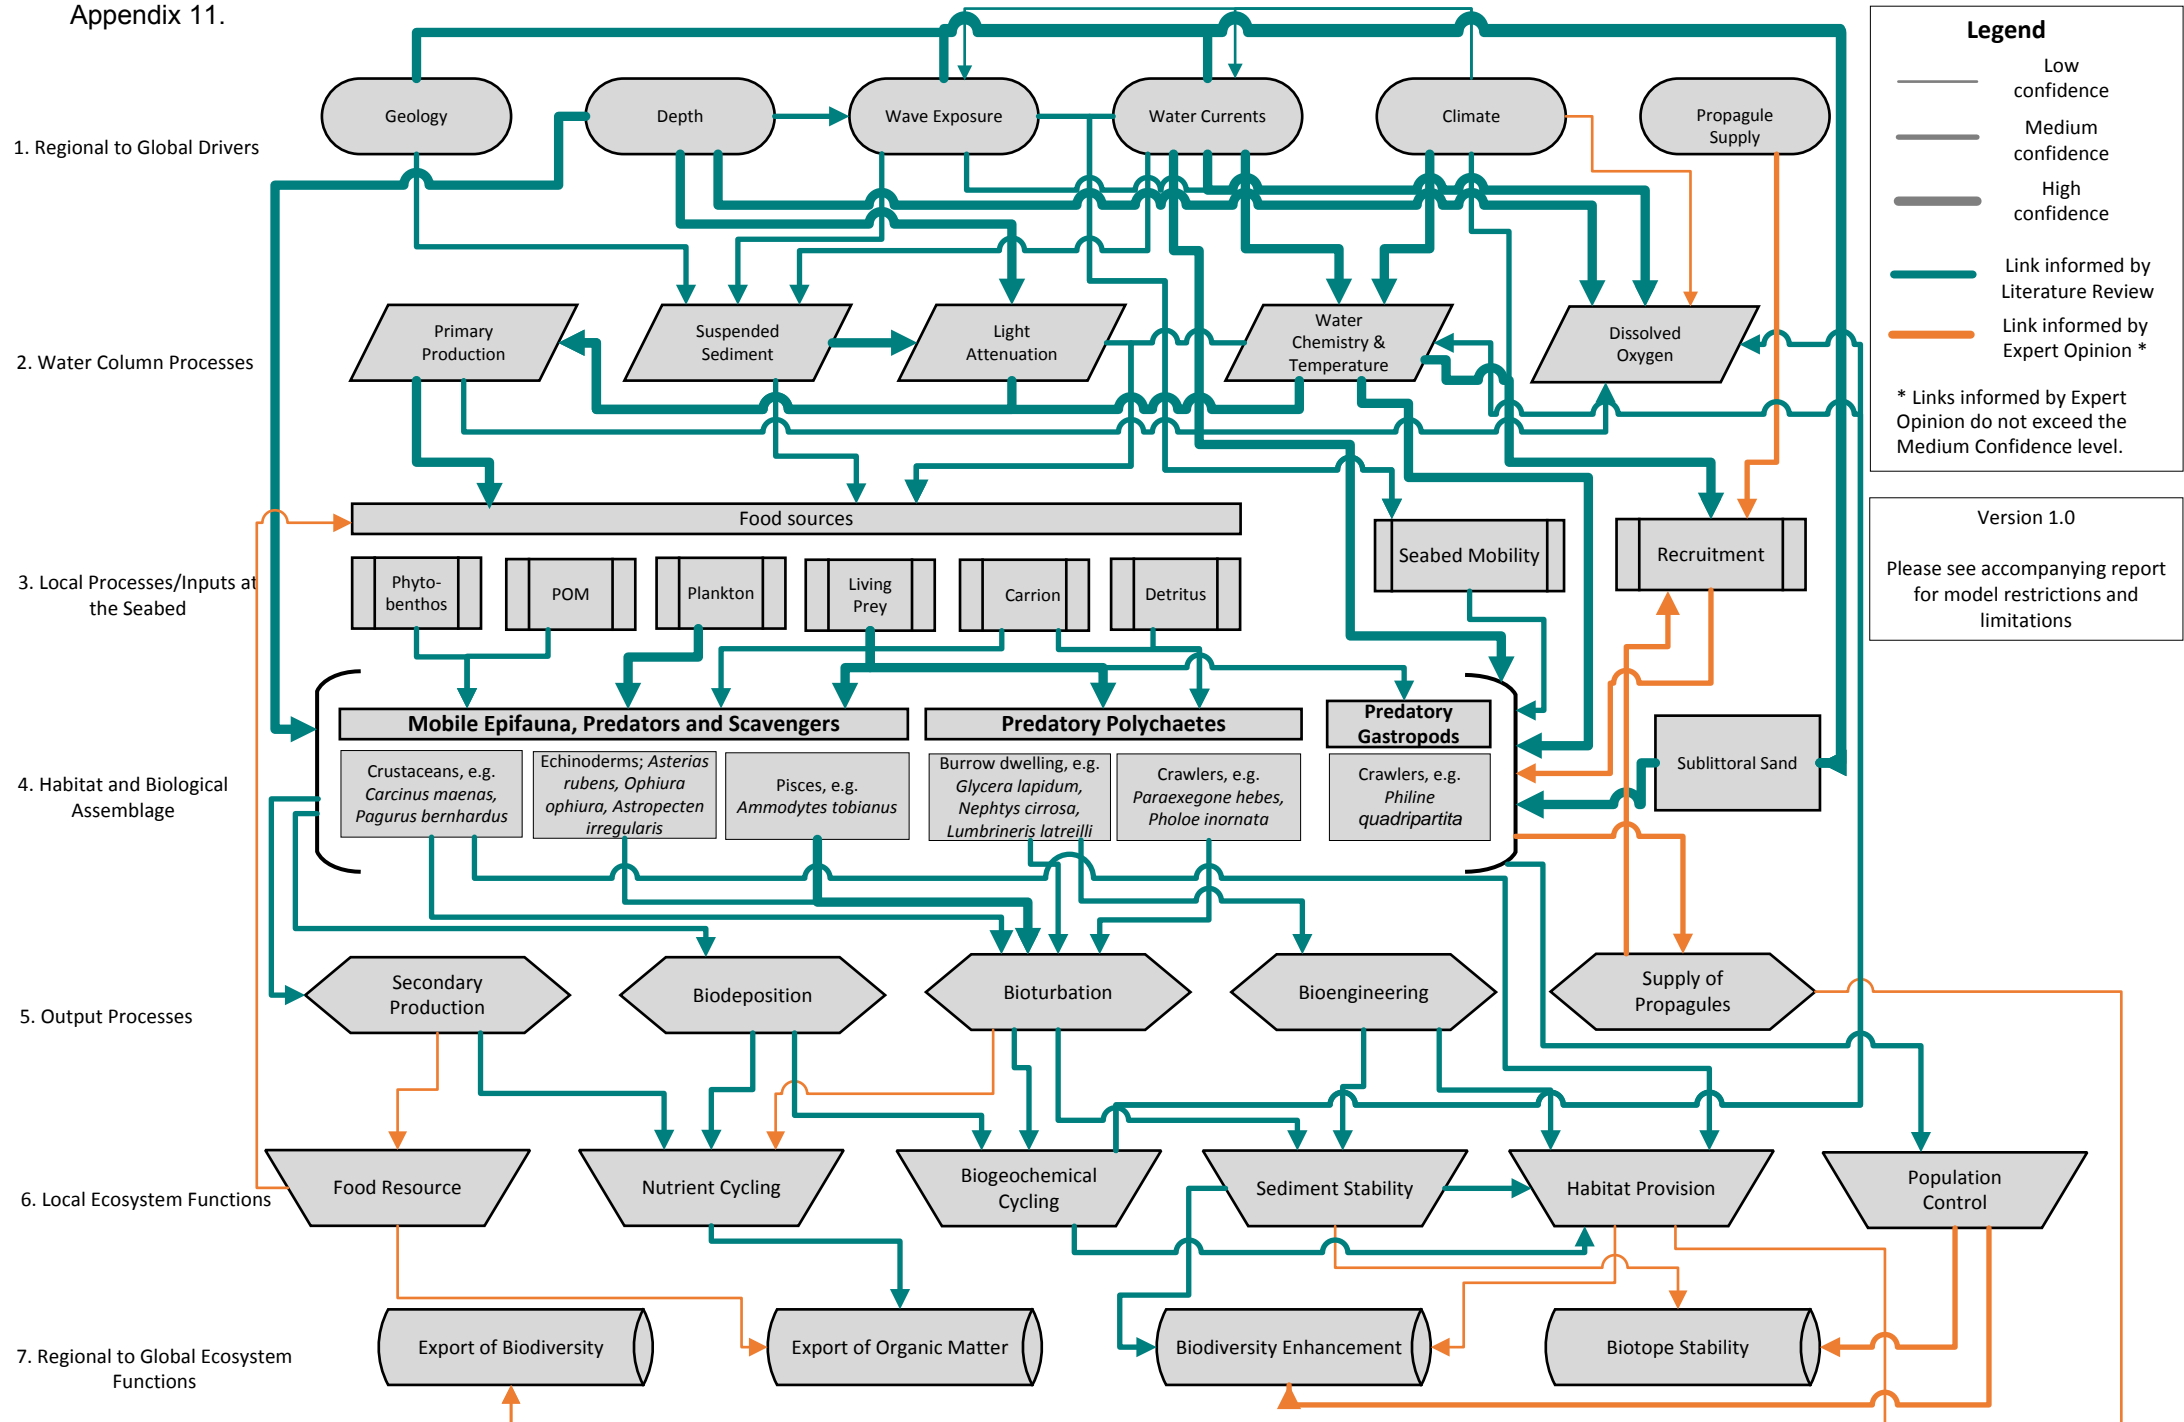 Appendix 11.
Legend
Low
confidence
Medium
confidence
High
confidence
Link informed by
Literature Review
Link informed by
Expert Opinion *
* Links informed by Expert
Opinion do not exceed the
Medium Confidence level.
Version 1.0
Please see accompanying report
for model restrictions and
limitations
1. Regional to Global Drivers
Geology
Depth
Wave Exposure
Water Currents
Climate
Propagule
Supply
2. Water Column Processes
Primary
Production
Suspended
Sediment
Light
Attenuation
Water
Chemistry &
Temperature
Dissolved
Oxygen
3. Local Processes/Inputs at
the Seabed
Food sources
Phyto-
benthos
POM
Plankton
Living
Prey
Carrion
Detritus
Seabed Mobility
Recruitment
4. Habitat and Biological
Assemblage
Mobile Epifauna, Predators and Scavengers
Predatory Polychaetes
Predatory
Gastropods
Crustaceans, e.g.
Carcinus maenas,
Pagurus bernhardus
Echinoderms; Asterias
rubens, Ophiura
ophiura, Astropecten
irregularis
Pisces, e.g.
Ammodytes tobianus
Burrow dwelling, e.g.
Glycera lapidum,
Nephtys cirrosa,
Lumbrineris latreilli
Crawlers, e.g.
Paraexegone hebes,
Pholoe inornata
Crawlers, e.g.
Philine
quadripartita
Sublittoral Sand
5. Output Processes
Secondary
Production
Biodeposition
Bioturbation
Bioengineering
Supply of
Propagules
6. Local Ecosystem Functions
Food Resource
Nutrient Cycling
Biogeochemical
Cycling
Sediment Stability
Habitat Provision
Population
Control
7. Regional to Global Ecosystem
Functions
Export of Biodiversity
Export of Organic Matter
Biodiversity Enhancement
Biotope Stability